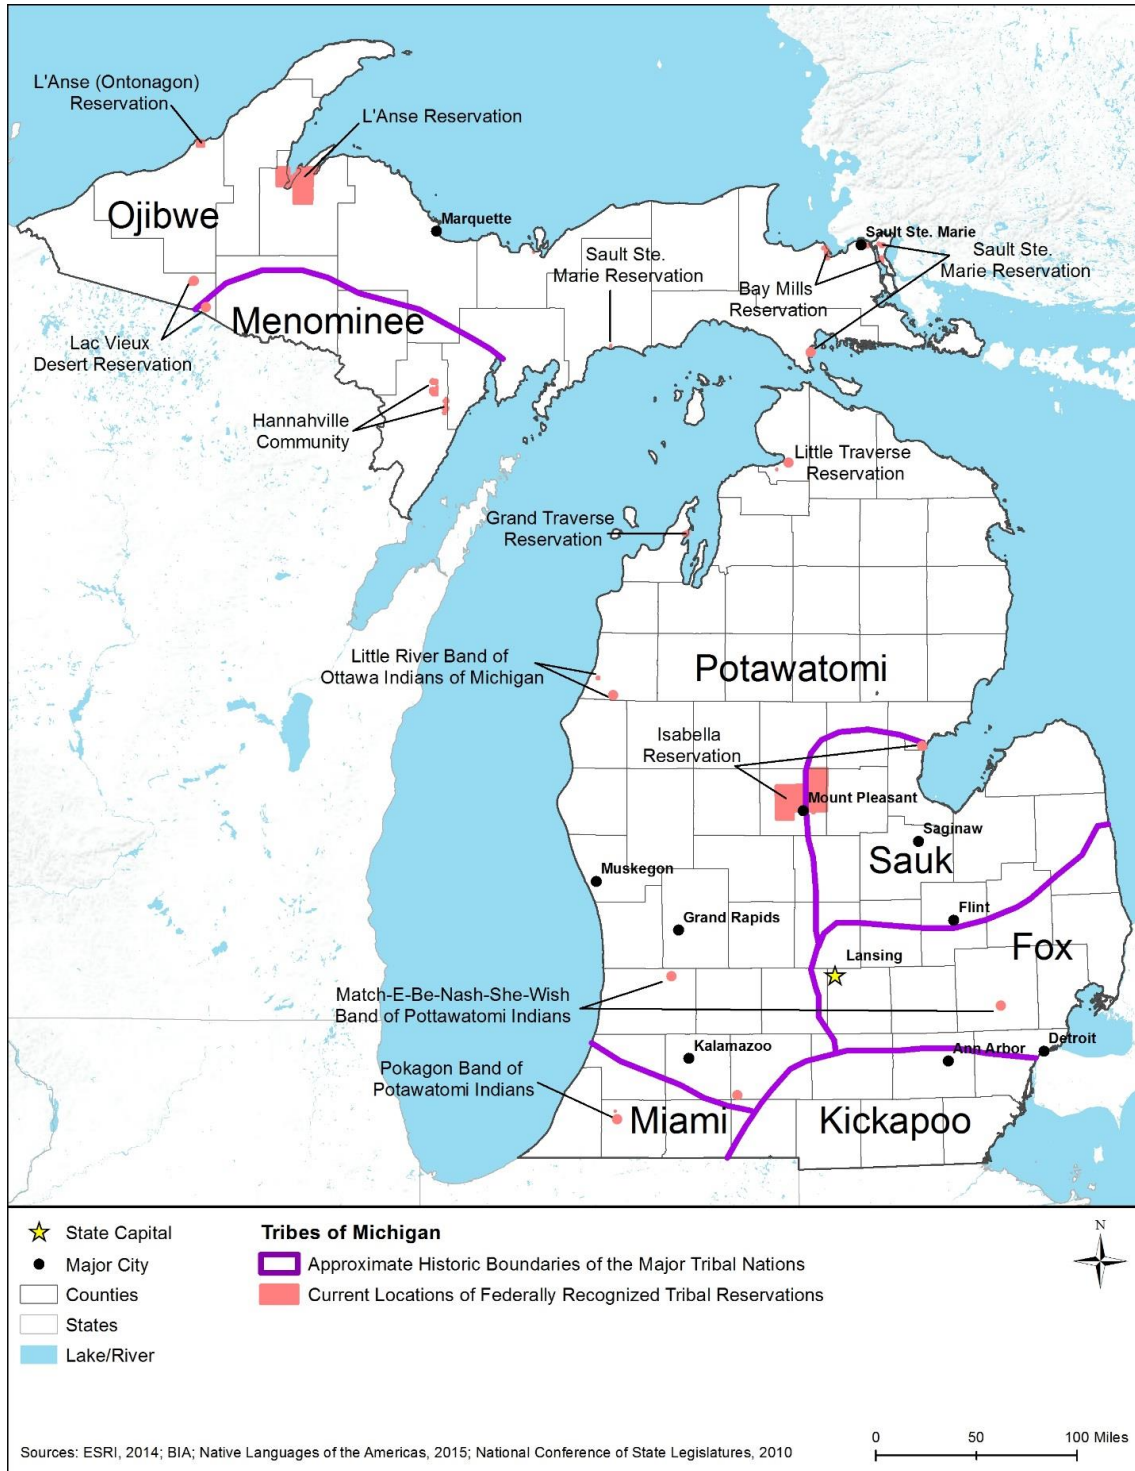 L'Anse (Ontonagon)
Reservation
L'Anse Reservation
Ojibwe
Marquette
Sault Ste. Marie
Sault Ste.
Marie Reservation
Sault Ste.
Marie Reservation
Bay Mills
Reservation
Menominee
Lac Vieux
Desert Reservation
Hannahville
Community
Little Traverse
Reservation
Grand Traverse
Reservation
Little River Band of
Ottawa Indians of Michigan
Potawatomi
Isabella
Reservation
Mount Pleasant
Saginaw
Sauk
Muskegon
Grand Rapids
Flint
Fox
Lansing
Match-E-Be-Nash-She-Wish
Band of Pottawatomi Indians
Kalamazoo
Ann Arbor
Detroit
Pokagon Band of
Potawatomi Indians
Miami
Kickapoo
State Capital
Major City
Counties
States
Lake/River
Tribes of Michigan
Approximate Historic Boundaries of the Major Tribal Nations
Current Locations of Federally Recognized Tribal Reservations
N
0 50 100 Miles
Sources: ESRI, 2014; BIA; Native Languages of the Americas, 2015; National Conference of State Legislatures, 2010